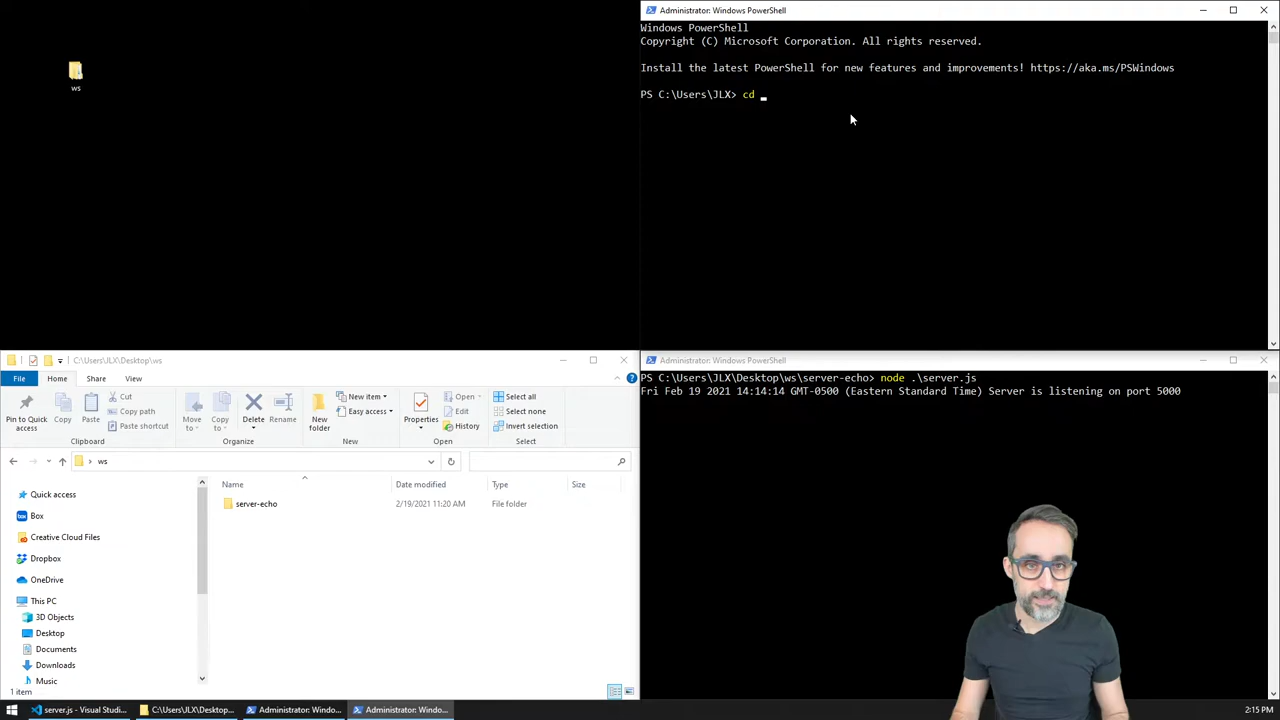 ws
Administrator: Windows PowerShell
Windows PowerShell
Copyright (C) Microsoft Corporation. All rights reserved.
Install the latest PowerShell for new features and improvements! https://aka.ms/PSWindows
PS C:\Users\JLX> cd
C:\Users\JLX\Desktop\ws
File
Home
Share
View
Pin to Quick access
Copy
Paste
Cut
Copy path
Paste shortcut
Clipboard
Move to
Copy to
Delete
Rename
Organize
New folder
New item
Easy access
New
Properties
Open
Edit
History
Open
Select all
Select none
Invert selection
Select
ws
Quick access
Box
Creative Cloud Files
Dropbox
OneDrive
This PC
3D Objects
Desktop
Documents
Downloads
Music
Name
Date modified
Type
Size
server-echo
2/19/2021 11:20 AM
File folder
1 item
Administrator: Windows PowerShell
PS C:\Users\JLX\Desktop\ws\server-echo> node .\server.js
Fri Feb 19 2021 14:14:14 GMT-0500 (Eastern Standard Time) Server is listening on port 5000
server.js - Visual Studi...
C:\Users\JLX\Desktop...
Administrator: Windo...
Administrator: Windo...
2:15 PM